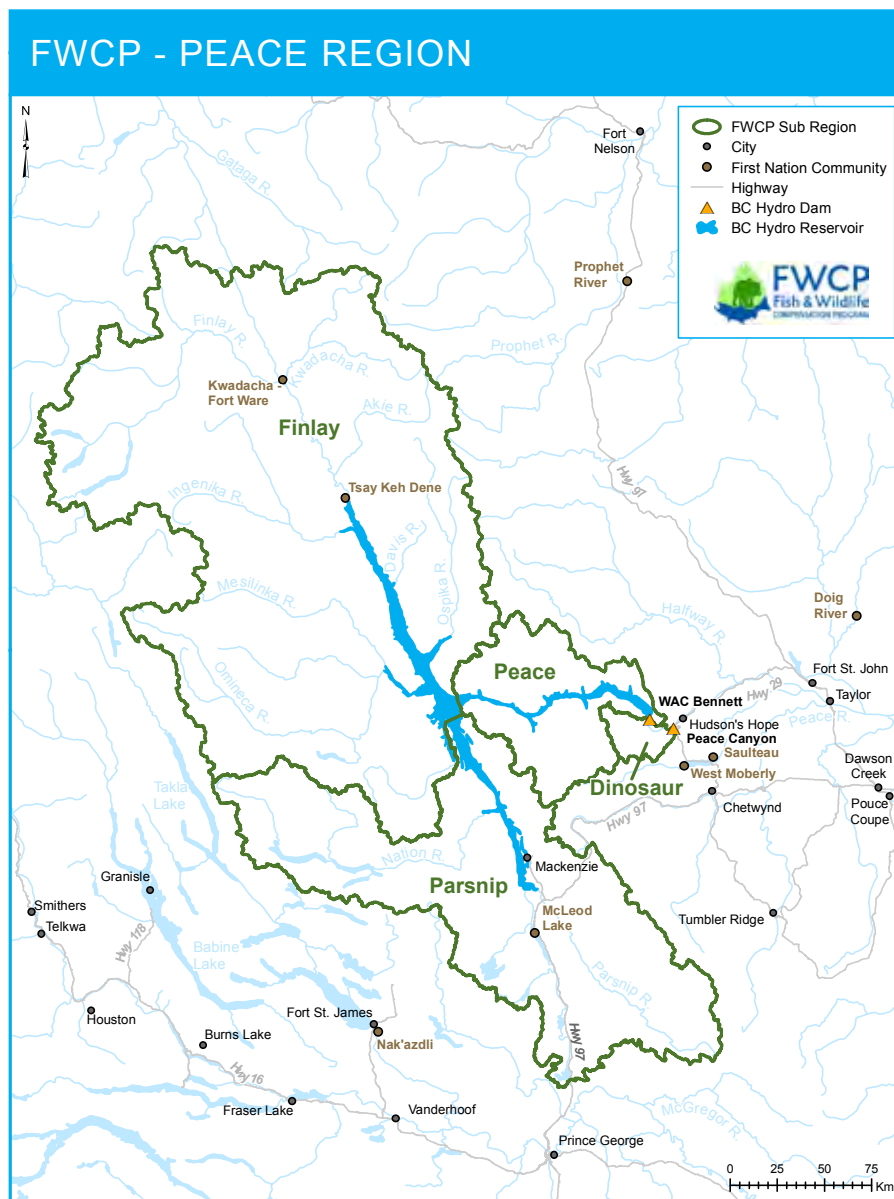 FWCP - PEACE REGION
N
FWCP Sub Region
City
First Nation Community
Highway
BC Hydro Dam
BC Hydro Reservoir
FWCP
Fish & Wildlife
COMPENSATION PROGRAM
Fort
Nelson
Gataga R.
Prophet
River
Finlay R.
Kwadacha R.
Prophet R.
Kwadacha -
Fort Ware
Akie R.
Finlay
Hwy 97
Tsay Keh Dene
Ingenika R.
Davis R.
Ospika R.
Mesilinka R.
Doig
River
Halfway R.
Omineca R.
Peace
Fort St. John
WAC Bennett
Hwy 29
Taylor
Hudson's Hope
Peace R.
Peace Canyon
Saulteau
West Moberly
Dawson
Creek
Dinosaur
Takla
Lake
Pouce
Coupe
Chetwynd
Hwy 97
Nation R.
Mackenzie
Granisle
Parsnip
Smithers
Telkwa
McLeod
Lake
Tumbler Ridge
Hwy 118
Babine
Lake
Parsnip R.
Houston
Fort St. James
Burns Lake
Nak'azdli
Hwy 97
Hwy 16
Fraser Lake
Vanderhoof
McGregor R.
Prince George
0 25 50 75
Km